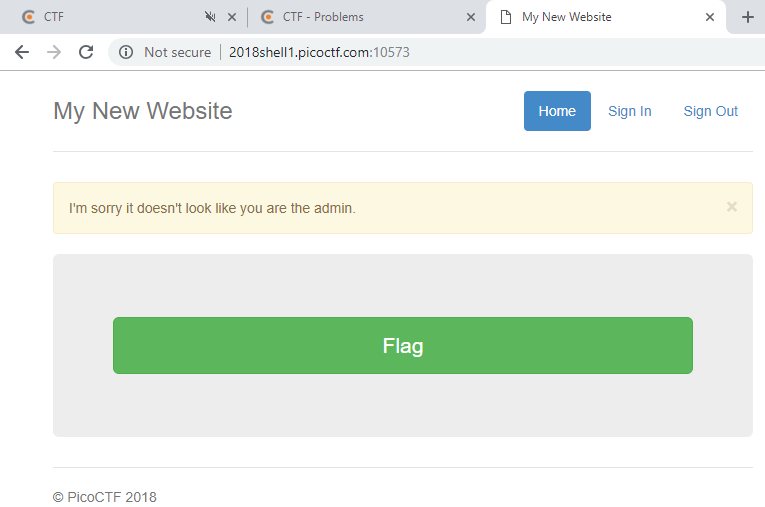 CTF
CTF - Problems
My New Website
Not secure | 2018shell1.picoctf.com:10573
My New Website
Home Sign In Sign Out
I'm sorry it doesn't look like you are the admin.
×
Flag
© PicoCTF 2018